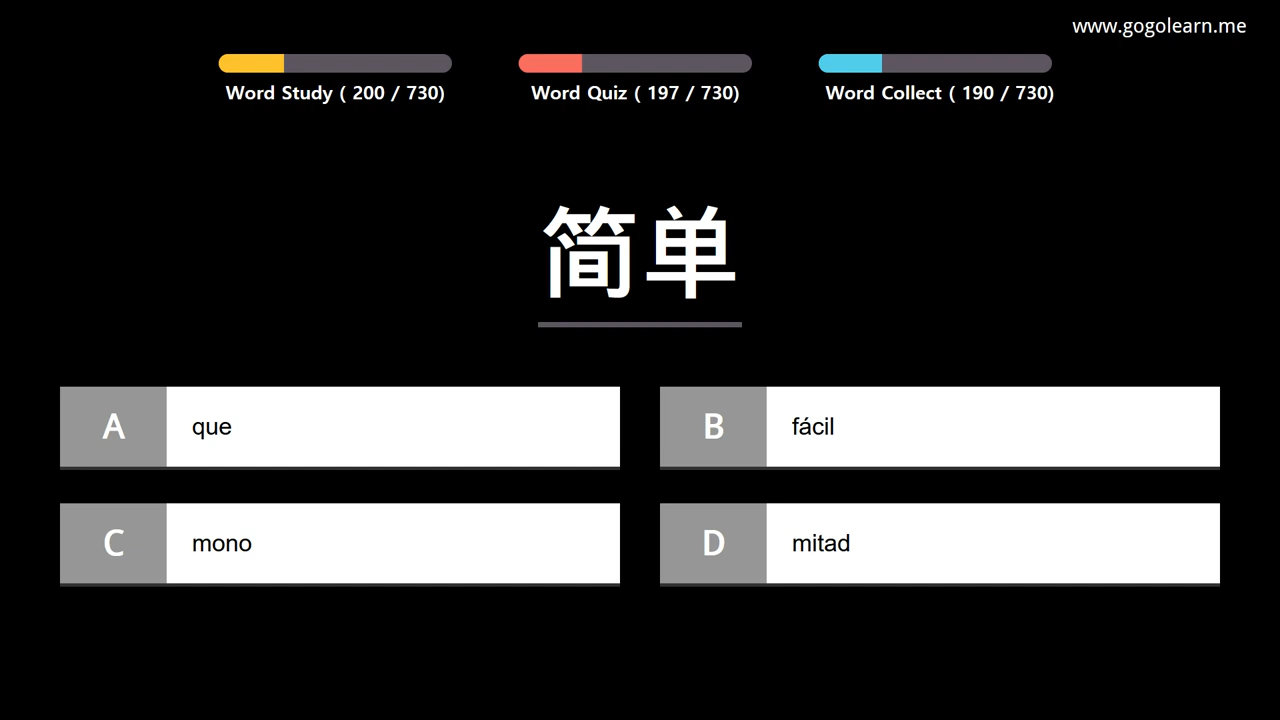 www.gogolearn.me
Word Study ( 200 / 730)
Word Quiz ( 197 / 730)
Word Collect ( 190 / 730)
简单
A que
B fácil
C mono
D mitad